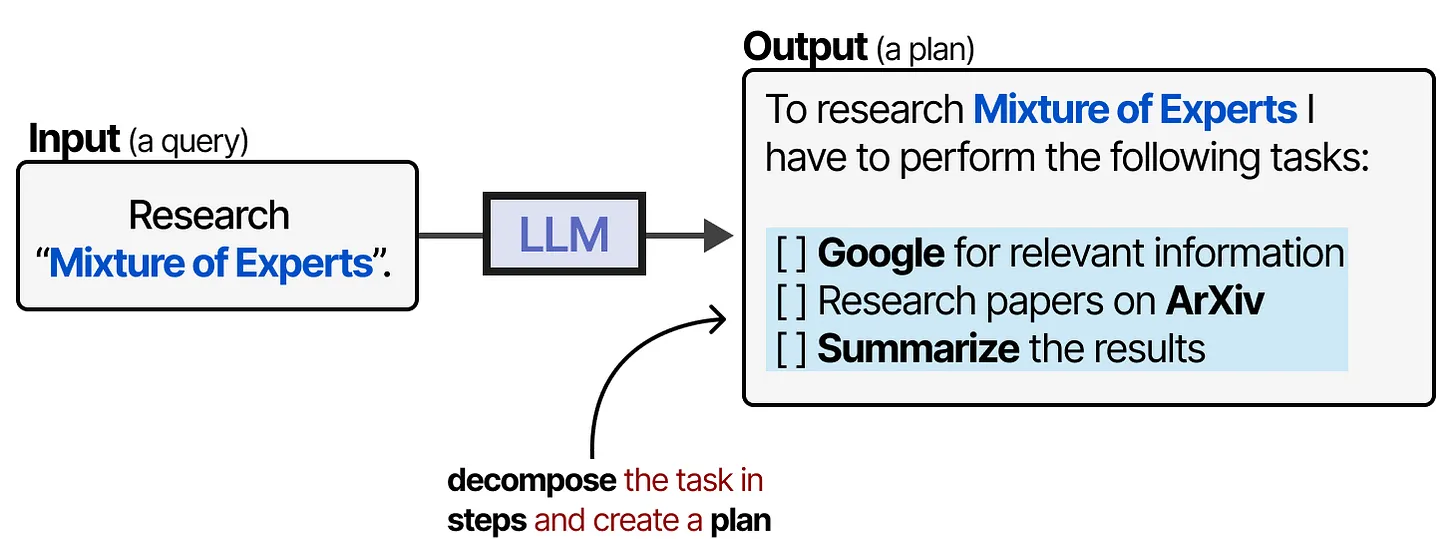 Input (a query)
Research
“Mixture of Experts”.
LLM
Output (a plan)
To research Mixture of Experts I
have to perform the following tasks:
[ ] Google for relevant information
[ ] Research papers on ArXiv
[ ] Summarize the results
decompose the task in
steps and create a plan